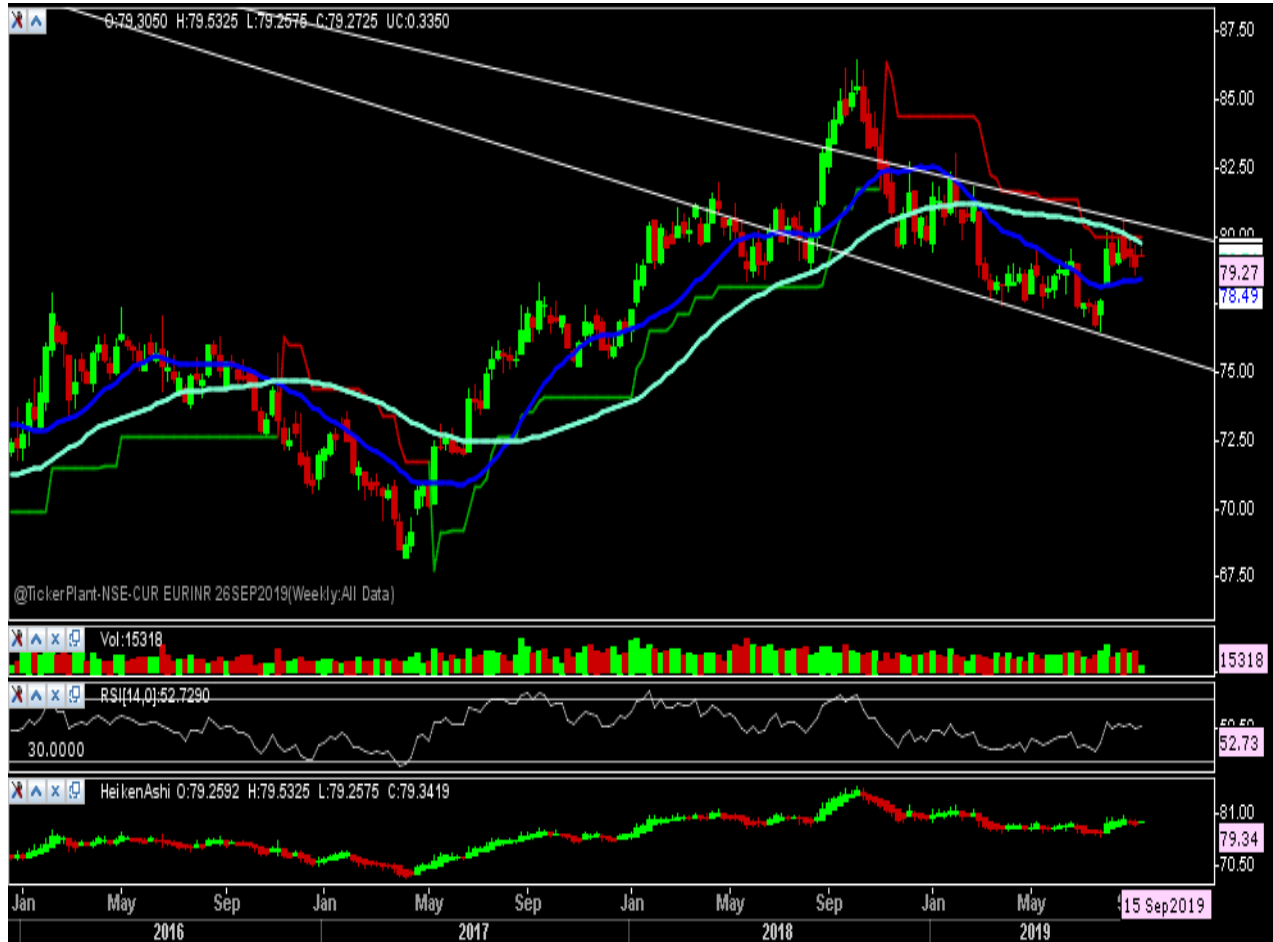 O:79.3050 H:79.5325 L:79.2575 C:79.2725 UC:0.3350
87.50
85.00
82.50
80.00
79.27
78.49
75.00
72.50
70.00
67.50
@TickerPlant-NSE-CUR EURINR 26SEP2019(Weekly:All Data)
Vol:15318
15318
RSI[14,0]:52.7290
52.73
30.0000
HeikenAshi O:79.2592 H:79.5325 L:79.2575 C:79.3419
81.00
79.34
70.50
Jan May Sep Jan May Sep Jan May Sep Jan May 15 Sep2019
2016 2017 2018 2019